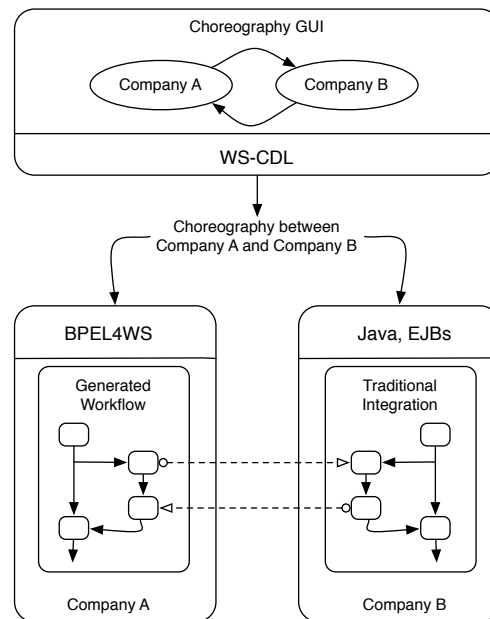 Choreography GUI
Company A
Company B
WS-CDL
Choreography between
Company A and Company B
BPEL4WS
Generated
Workflow
Company A
Java, EJBs
Traditional
Integration
Company B